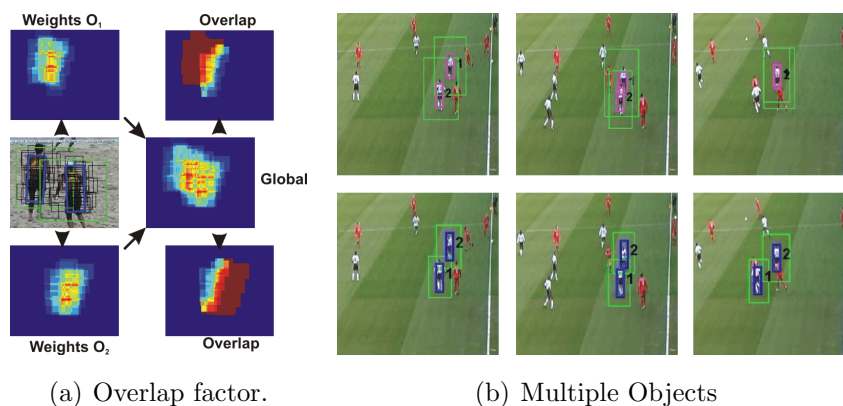 Weights O₁
Overlap
Global
Weights O₂
Overlap
1
2
1
2
1
2
1
2
1
2
1
(a) Overlap factor.
(b) Multiple Objects